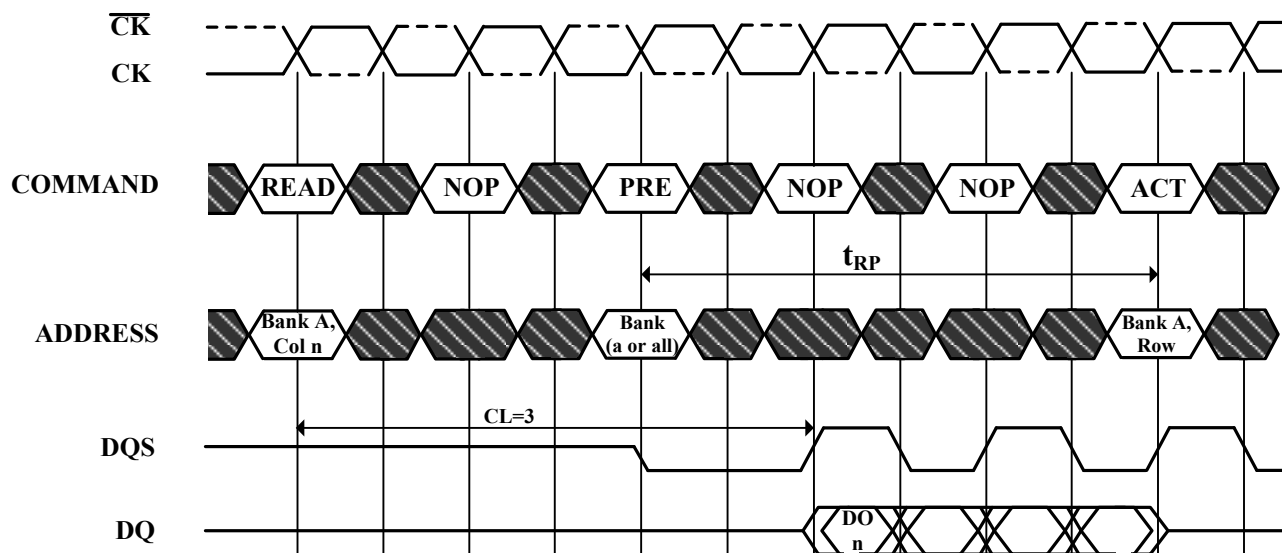 CK
CK
COMMAND
READ
NOP
PRE
NOP
NOP
ACT
tRP
ADDRESS
Bank A,
Col n
Bank
(a or all)
Bank A,
Row
CL=3
DQS
DQ
DO
n